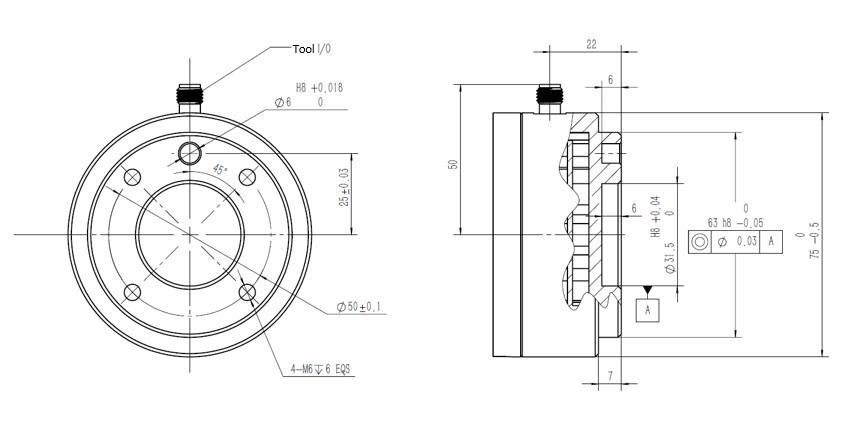 Tool I/O
H8 +0.018
Ø6 0
45°
25±0.03
Ø50±0.1
4-M6↧6 EQS
22
6
50
6
H8 +0.04
Ø31.5 0
0
63 h8 -0.05
◎ Ø 0.03 A
0
75 -0.5
A
7